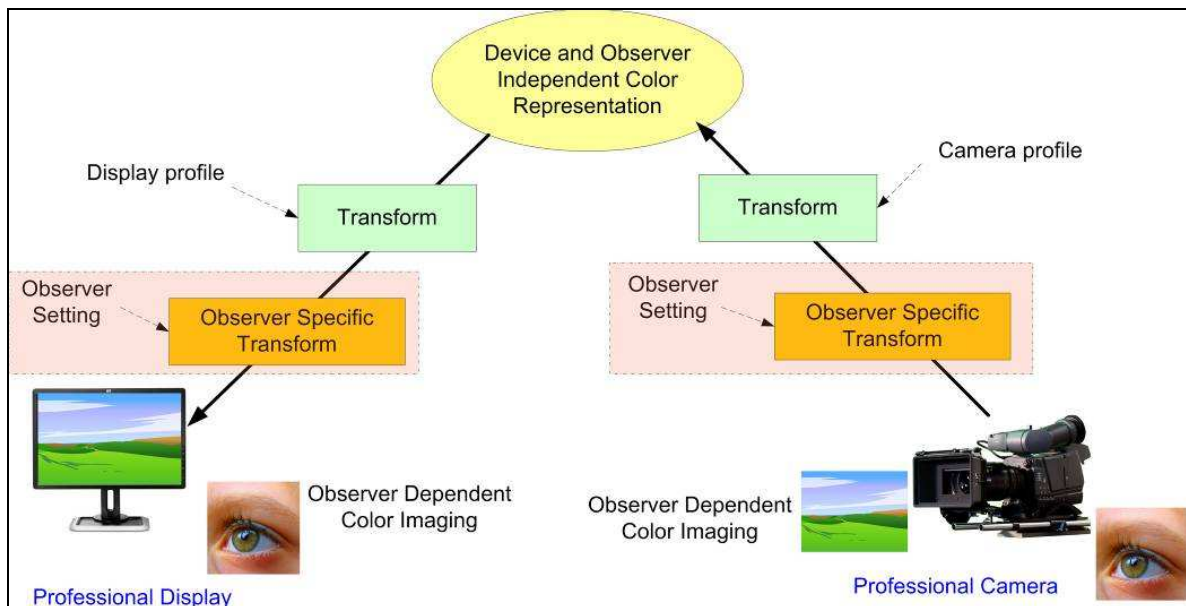 Device and Observer
Independent Color
Representation
Display profile
Camera profile
Transform
Transform
Observer
Setting
Observer Specific
Transform
Observer
Setting
Observer Specific
Transform
Observer Dependent
Color Imaging
Observer Dependent
Color Imaging
Professional Display
Professional Camera